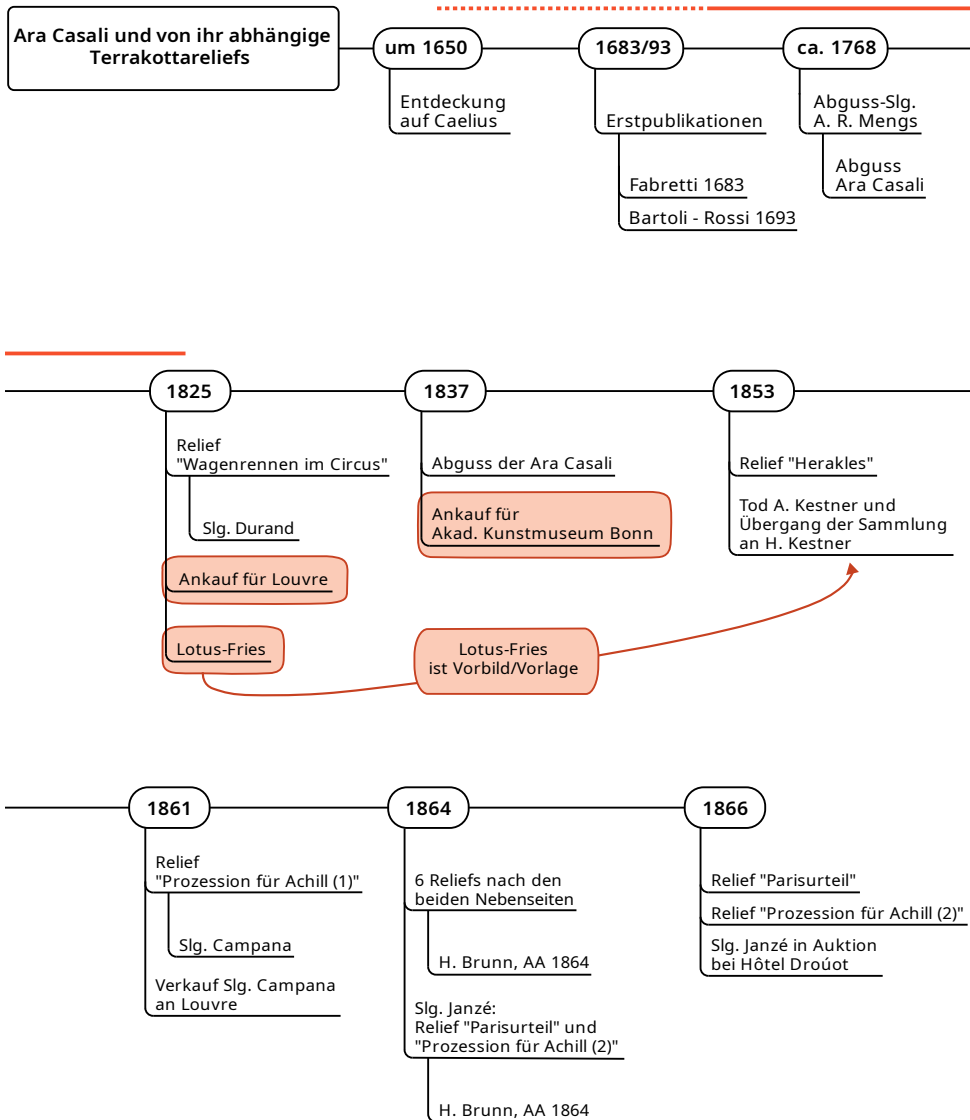 Ara Casali und von ihr abhängige
Terrakottareliefs
um 1650
Entdeckung
auf Caelius
1683/93
Erstpublikationen
Fabretti 1683
Bartoli - Rossi 1693
ca. 1768
Abguss-Slg.
A. R. Mengs
Abguss
Ara Casali
1825
Relief
"Wagenrennen im Circus"
Slg. Durand
Ankauf für Louvre
Lotus-Fries
Lotus-Fries
ist Vorbild/Vorlage
1837
Abguss der Ara Casali
Ankauf für
Akad. Kunstmuseum Bonn
1853
Relief "Herakles"
Tod A. Kestner und
Übergang der Sammlung
an H. Kestner
1861
Relief
"Prozession für Achill (1)"
Slg. Campana
Verkauf Slg. Campana
an Louvre
1864
6 Reliefs nach den
beiden Nebenseiten
H. Brunn, AA 1864
Slg. Janzé:
Relief "Parisurteil" und
"Prozession für Achill (2)"
H. Brunn, AA 1864
1866
Relief "Parisurteil"
Relief "Prozession für Achill (2)"
Slg. Janzé in Auktion
bei Hôtel Droúot